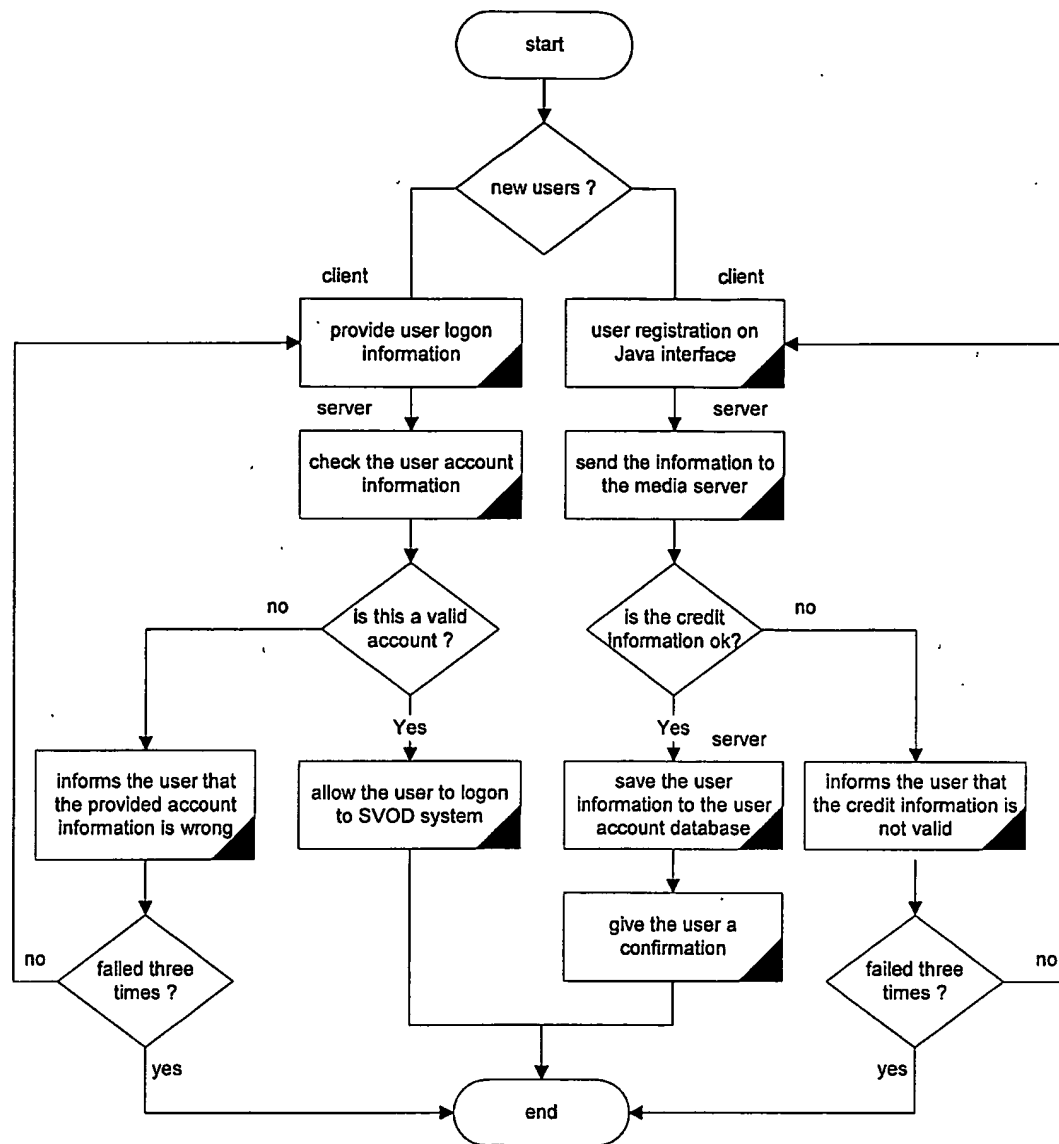 start
new users ?
client
client
provide user logon
information
user registration on
Java interface
server
server
check the user account
information
send the information to
the media server
no
is this a valid
account ?
is the credit
information ok?
no
Yes
Yes
server
informs the user that
the provided account
information is wrong
allow the user to logon
to SVOD system
save the user
information to the user
account database
informs the user that
the credit information is
not valid
give the user a
confirmation
no
failed three
times ?
failed three
times ?
no
yes
yes
end